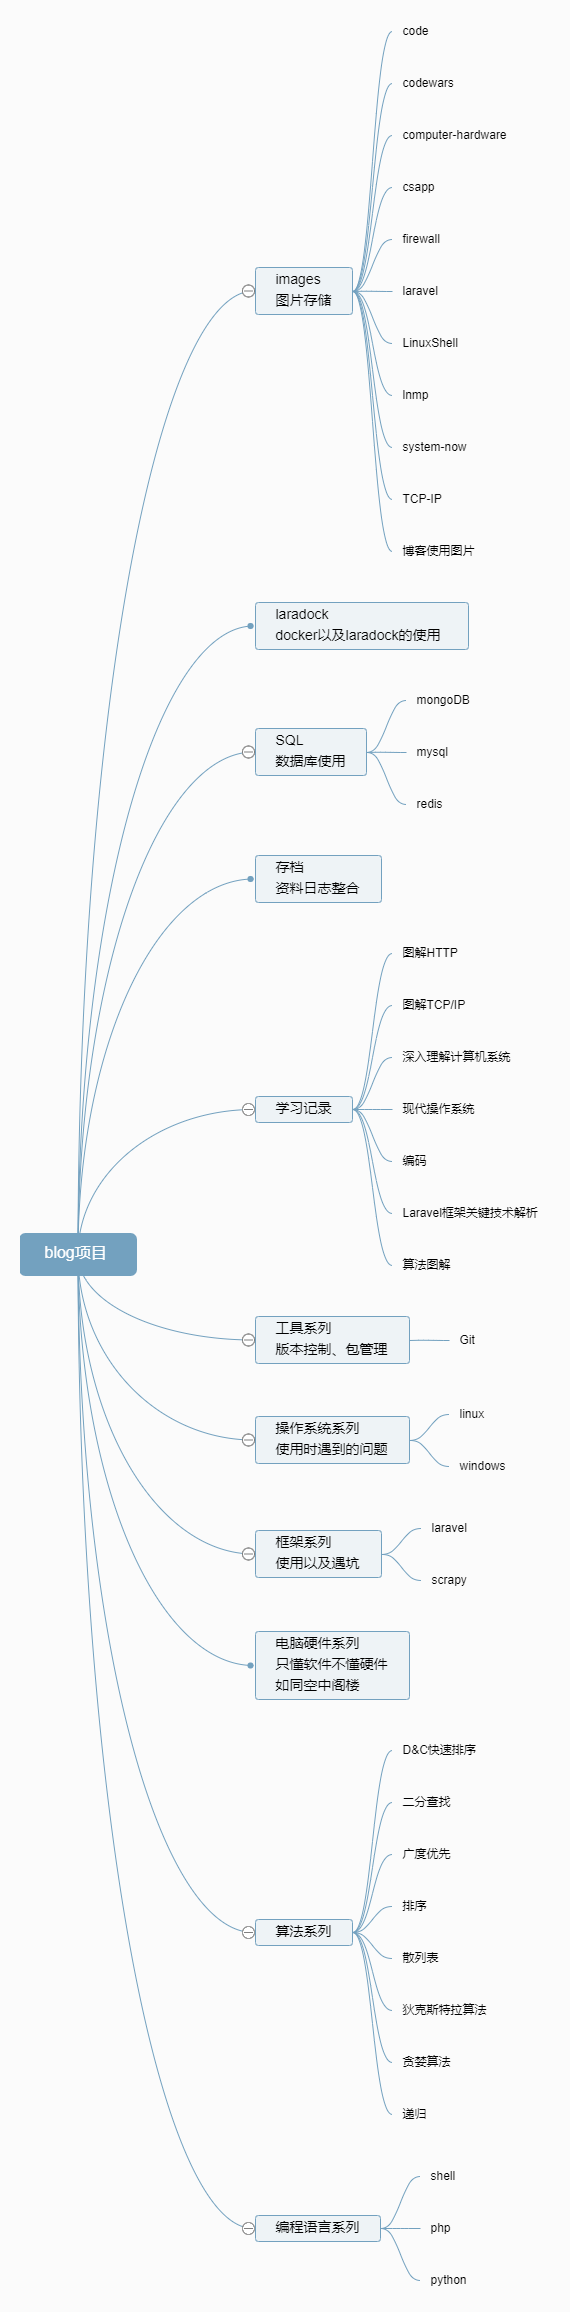 code
codewars
computer-hardware
csapp
firewall
images
图片存储
laravel
LinuxShell
lnmp
system-now
TCP-IP
博客使用图片
laradock
docker以及laradock的使用
mongoDB
SQL
数据库使用
mysql
redis
存档
资料日志整合
图解HTTP
图解TCP/IP
深入理解计算机系统
学习记录
现代操作系统
编码
Laravel框架关键技术解析
算法图解
blog项目
工具系列
版本控制、包管理
Git
操作系统系列
使用时遇到的问题
linux
windows
框架系列
使用以及遇坑
laravel
scrapy
电脑硬件系列
只懂软件不懂硬件
如同空中阁楼
D&C快速排序
二分查找
广度优先
排序
算法系列
散列表
狄克斯特拉算法
贪婪算法
递归
shell
编程语言系列
php
python